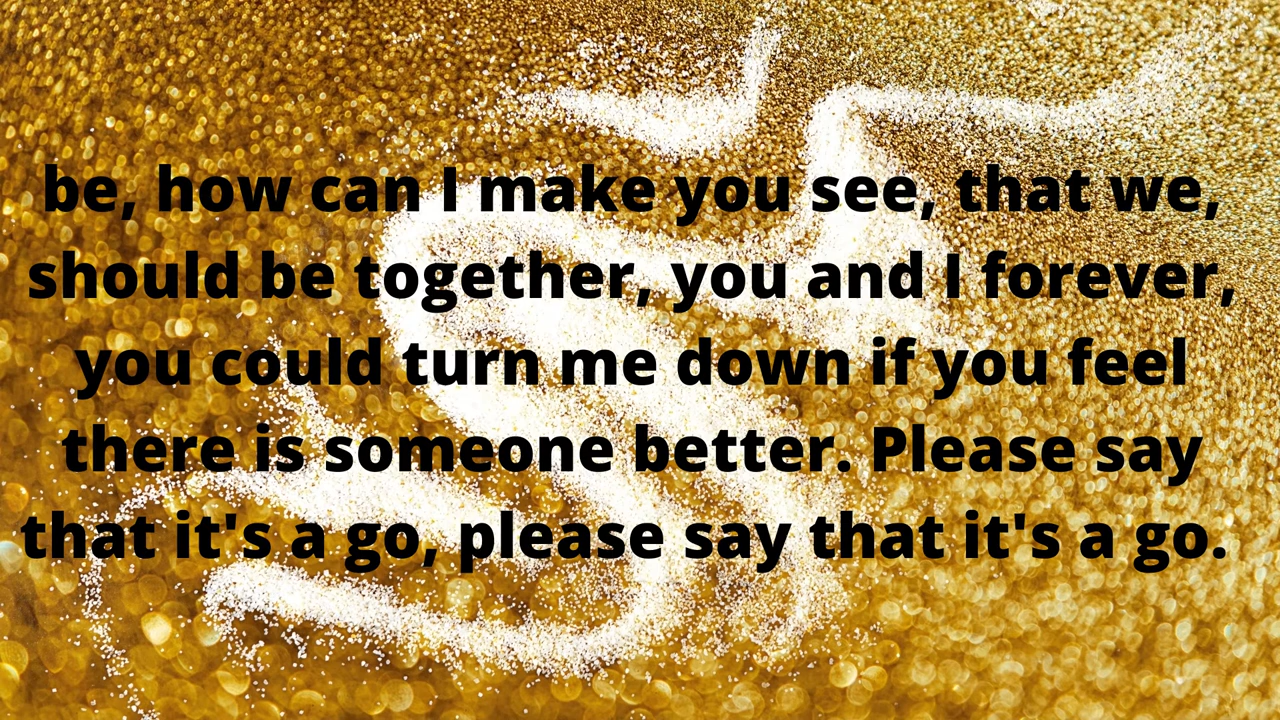 be, how can I make you see, that we,
should be together, you and I forever,
you could turn me down if you feel
there is someone better. Please say
that it's a go, please say that it's a go.